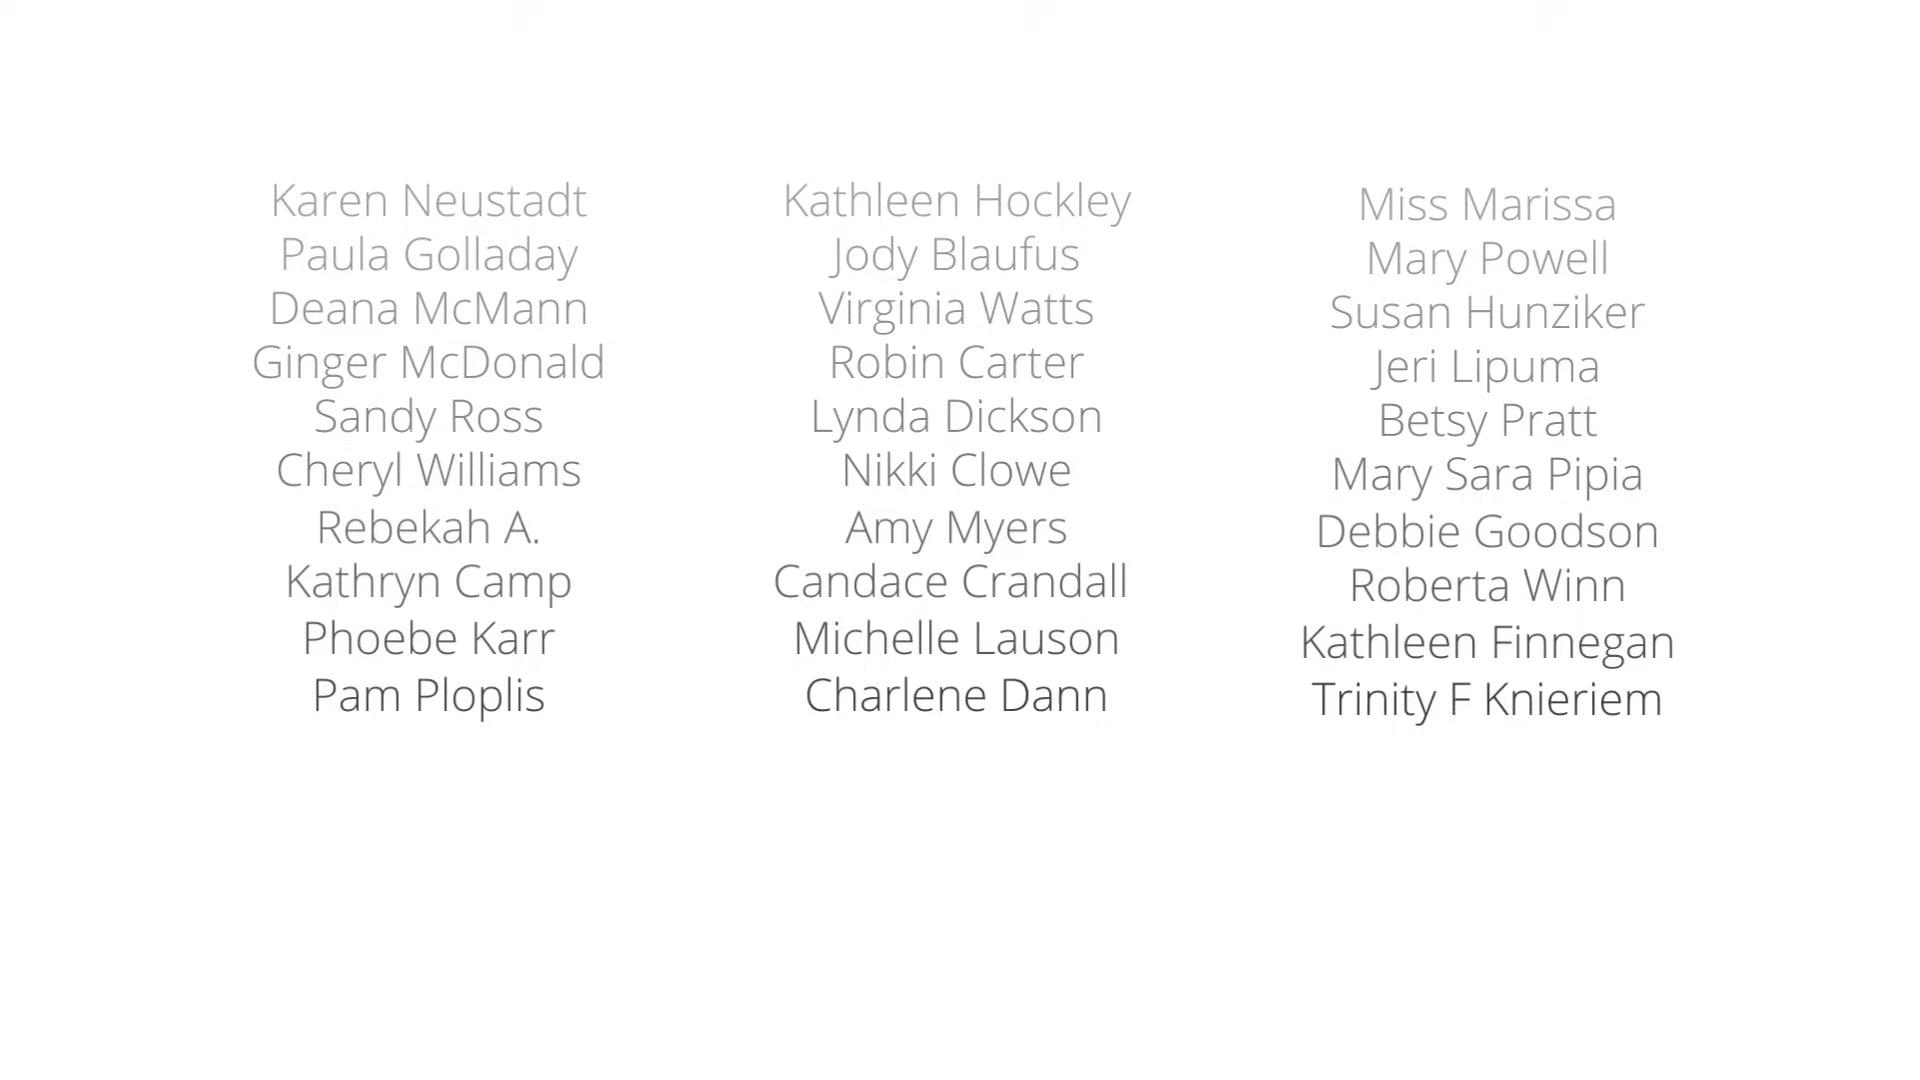 Karen Neustadt
Paula Golladay
Deana McMann
Ginger McDonald
Sandy Ross
Cheryl Williams
Rebekah A.
Kathryn Camp
Phoebe Karr
Pam Ploplis
Kathleen Hockley
Jody Blaufus
Virginia Watts
Robin Carter
Lynda Dickson
Nikki Clowe
Amy Myers
Candace Crandall
Michelle Lauson
Charlene Dann
Miss Marissa
Mary Powell
Susan Hunziker
Jeri Lipuma
Betsy Pratt
Mary Sara Pipia
Debbie Goodson
Roberta Winn
Kathleen Finnegan
Trinity F Knieriem